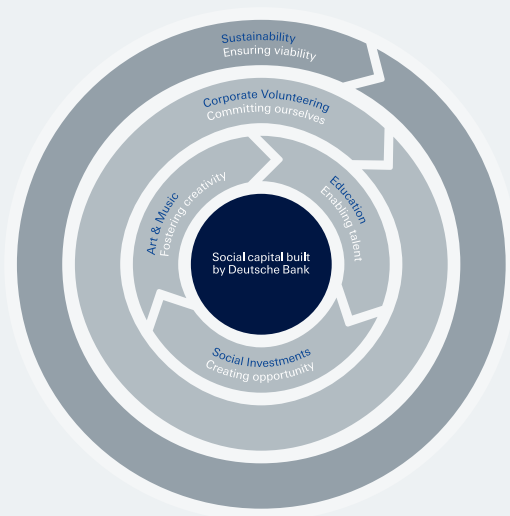 Sustainability
Ensuring viability
Corporate Volunteering
Committing ourselves
Art & Music
Fostering creativity
Education
Enabling talent
Social capital built
by Deutsche Bank
Social Investments
Creating opportunity